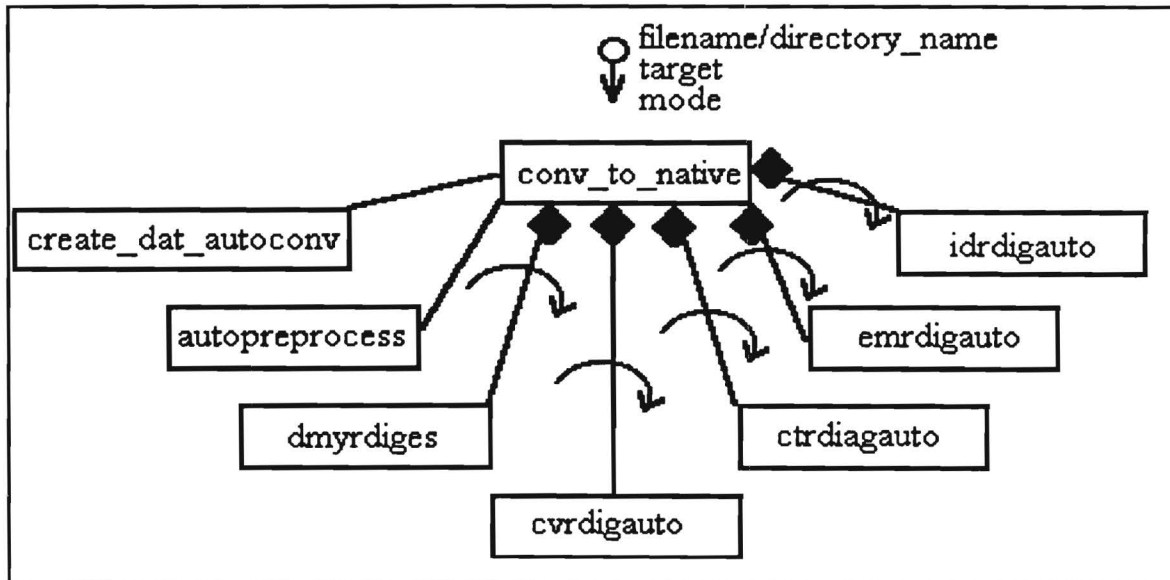 filename/directory_name
target
mode
conv_to_native
create_dat_autoconv
idrdigauto
autopreprocess
emrdigauto
dmyrdiges
ctrdiagauto
cvrdigauto